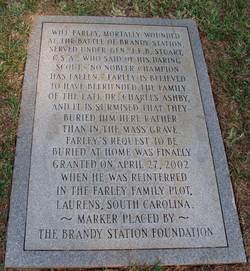 WILL FARLEY, MORTALLY WOUNDED
AT THE BATTLE OF BRANDY STATION
SERVED UNDER GEN. J.E.B. STUART,
C.S.A., WHO SAID OF HIS DARING
SCOUT, "NO NOBLER CHAMPION
HAS FALLEN." FARLEY IS BELIEVED
TO HAVE BEFRIENDED THE FAMILY
OF THE LATE DR. CHARLES ASHBY,
AND IT IS SURMISED THAT THEY
BURIED HIM HERE RATHER
THAN IN THE MASS GRAVE.
FARLEY'S REQUEST TO BE
BURIED AT HOME WAS FINALLY
GRANTED ON APRIL 27, 2002
WHEN HE WAS REINTERRED
IN THE FARLEY FAMILY PLOT,
LAURENS, SOUTH CAROLINA.
~ MARKER PLACED BY ~
THE BRANDY STATION FOUNDATION